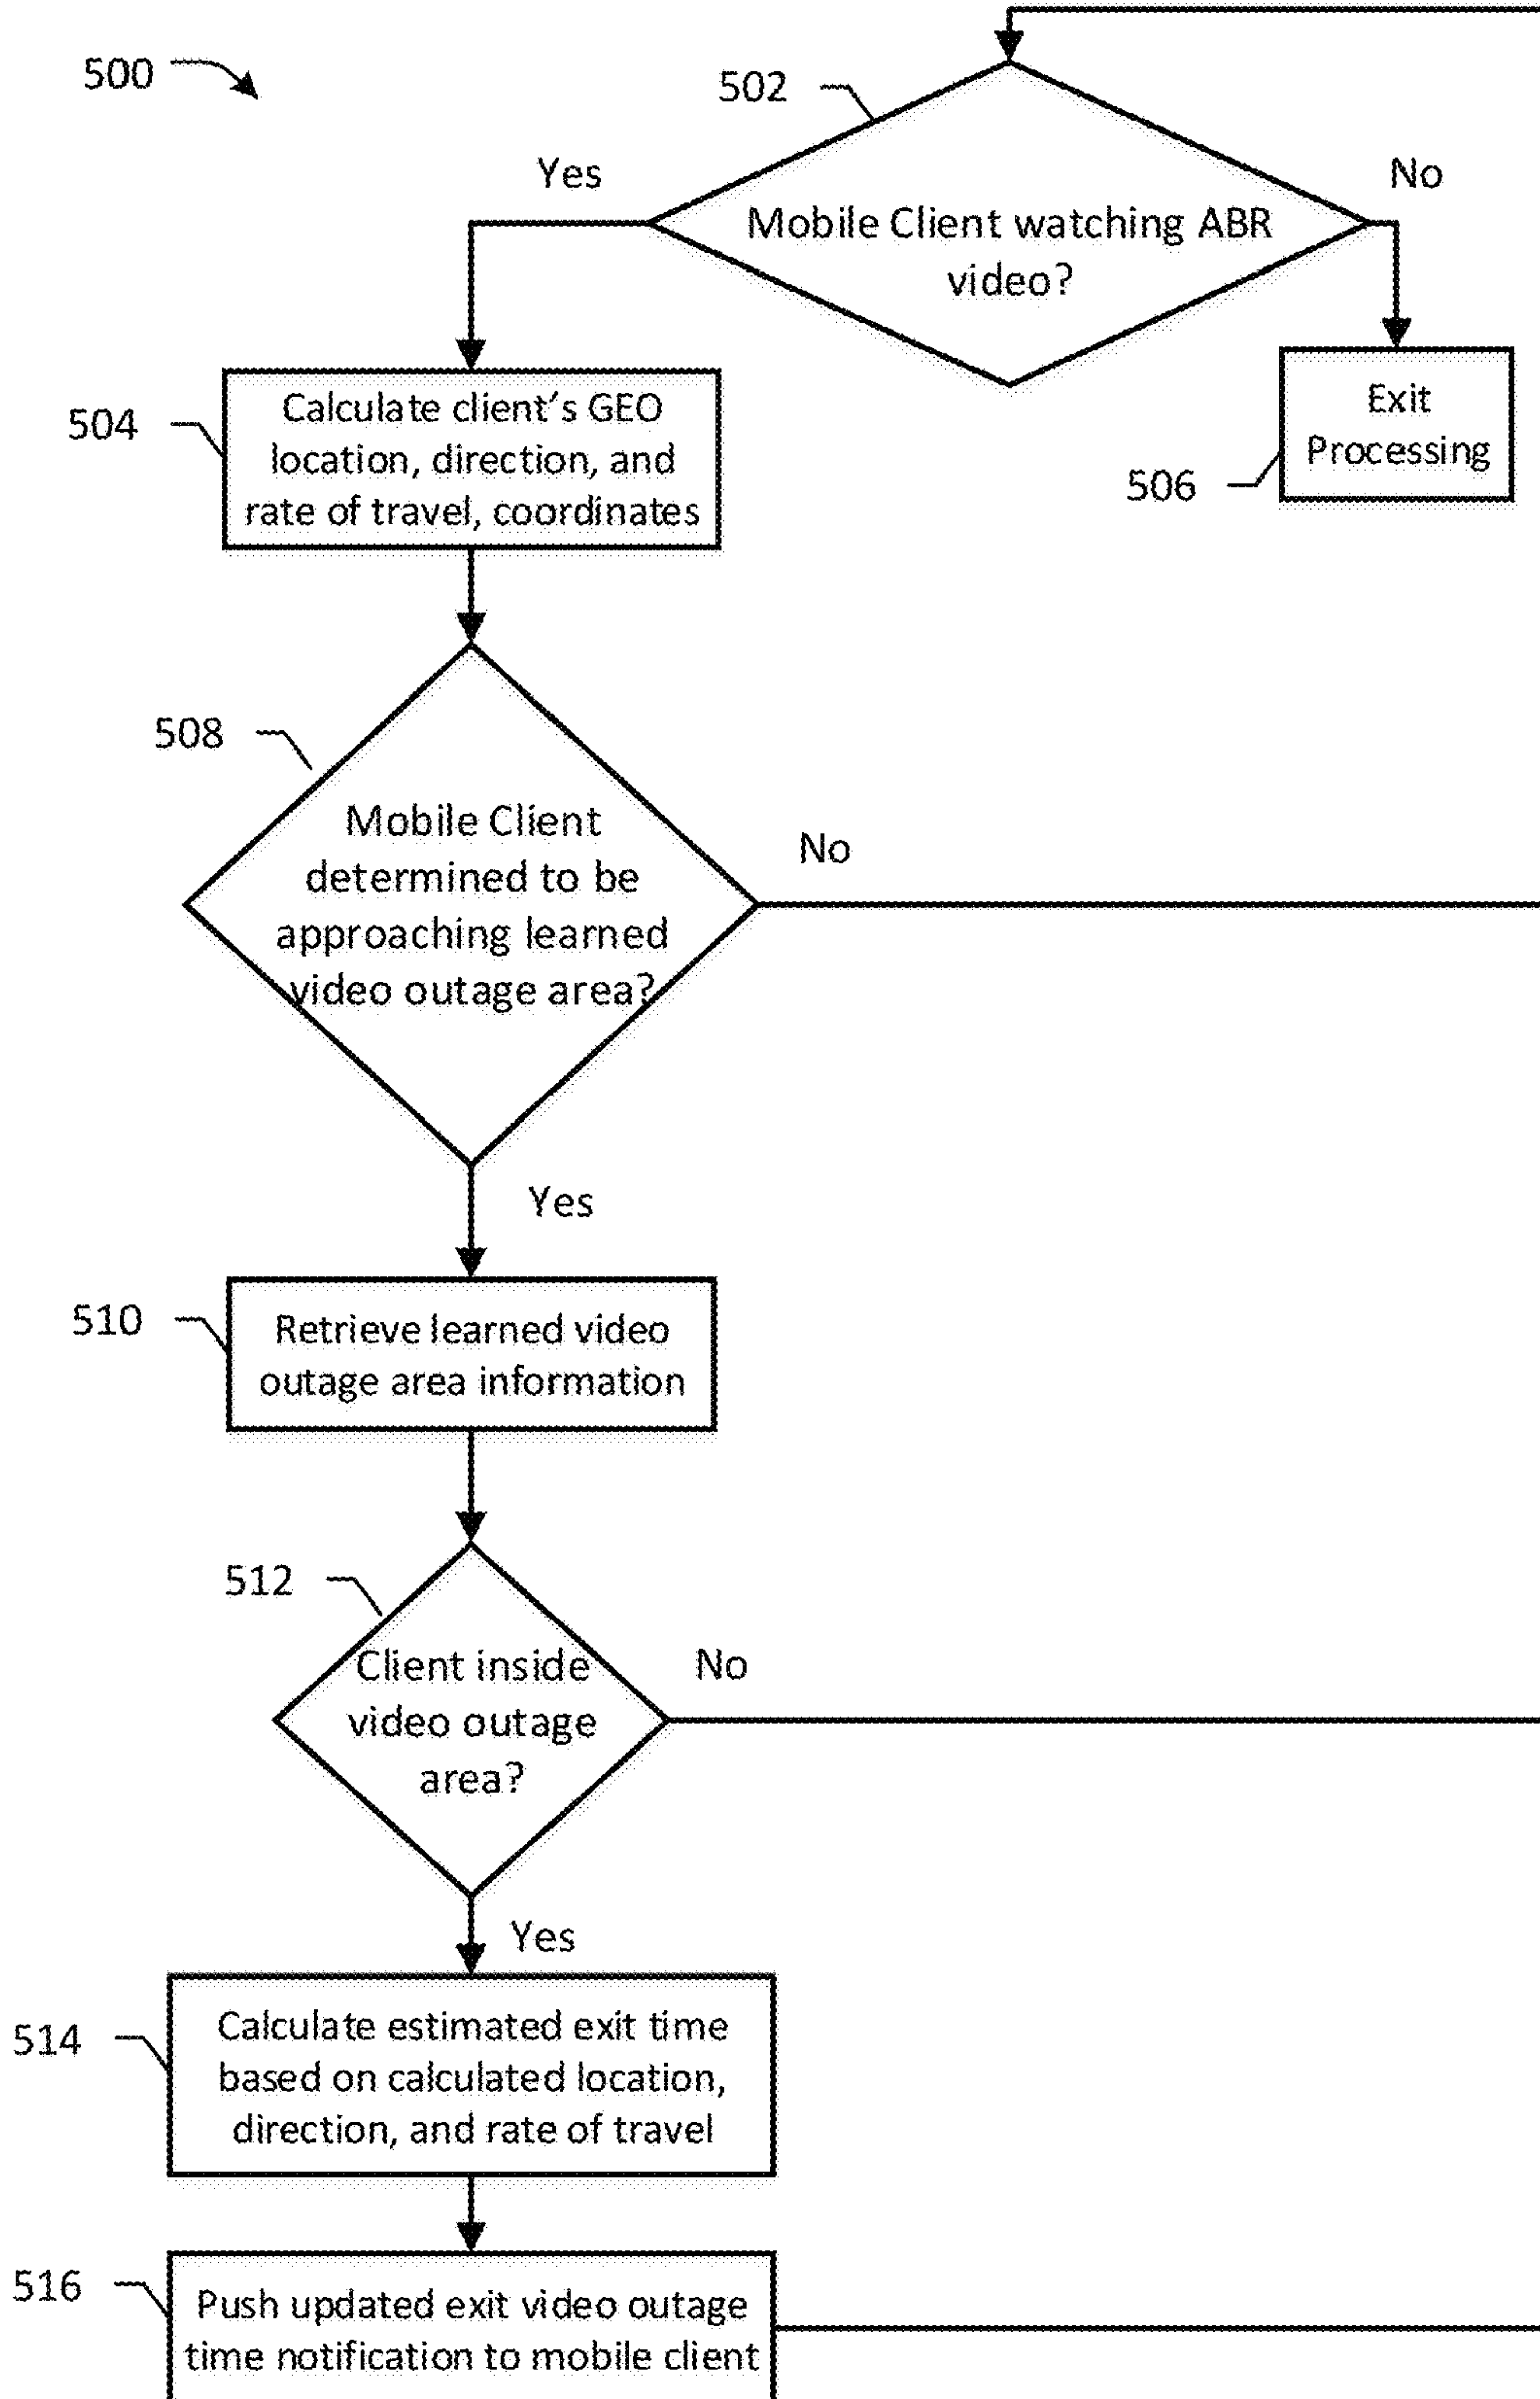 500
502
Yes
No
Mobile Client watching ABR
video?
504
Calculate client's GEO
location, direction, and
rate of travel, coordinates
Exit
Processing
506
508
Mobile Client
determined to be
approaching learned
video outage area?
No
Yes
510
Retrieve learned video
outage area information
512
Client inside
video outage
area?
No
Yes
514
Calculate estimated exit time
based on calculated location,
direction, and rate of travel
516
Push updated exit video outage
time notification to mobile client